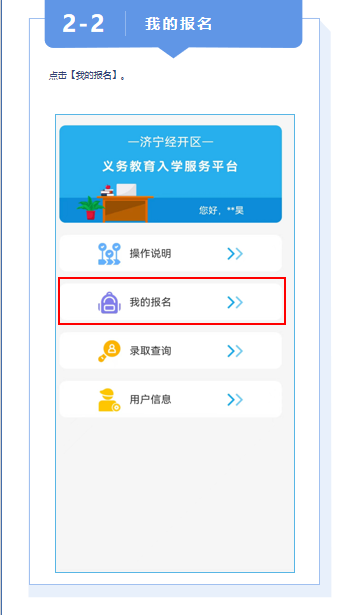 2-2 我的报名
点击【我的报名】。
—济宁经开区—
义务教育入学服务平台
您好，**昊
操作说明
我的报名
录取查询
用户信息